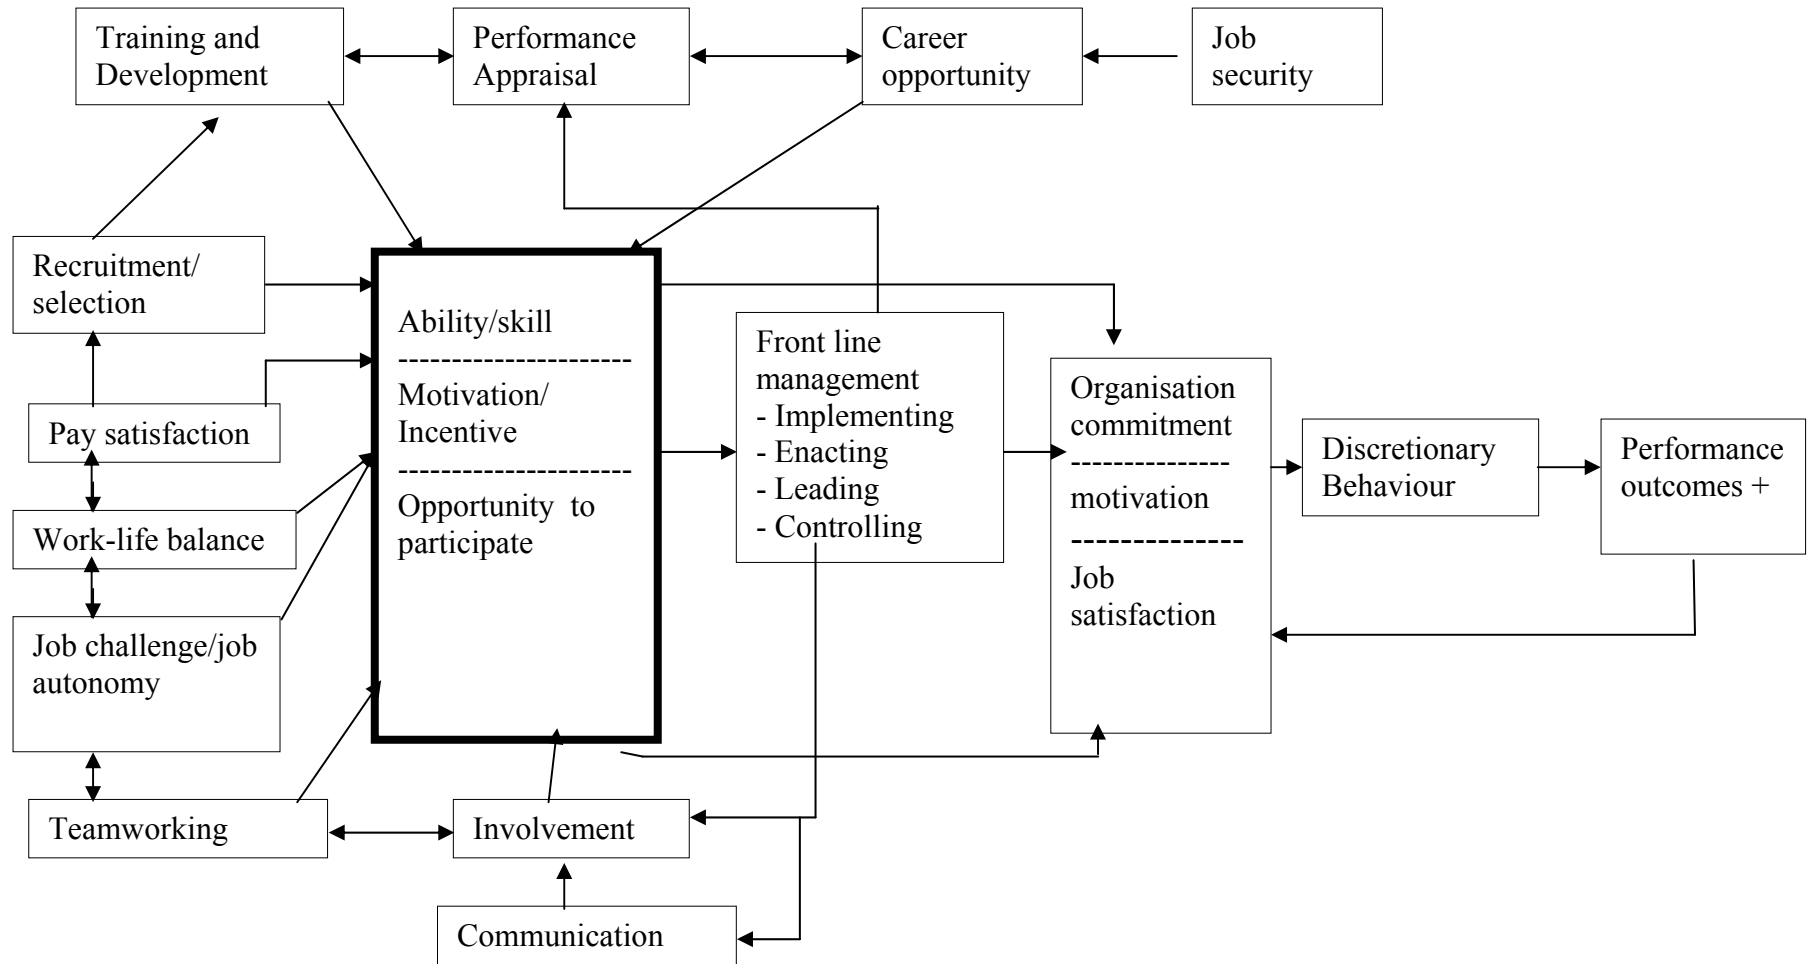 Training and
Development
Performance
Appraisal
Career
opportunity
Job
security
Recruitment/
selection
Pay satisfaction
Work-life balance
Job challenge/job
autonomy
Teamworking
Ability/skill
----------------------
Motivation/
Incentive
----------------------
Opportunity to
participate
Involvement
Communication
Front line
management
- Implementing
- Enacting
- Leading
- Controlling
Organisation
commitment
---------------
motivation
--------------
Job
satisfaction
Discretionary
Behaviour
Performance
outcomes +